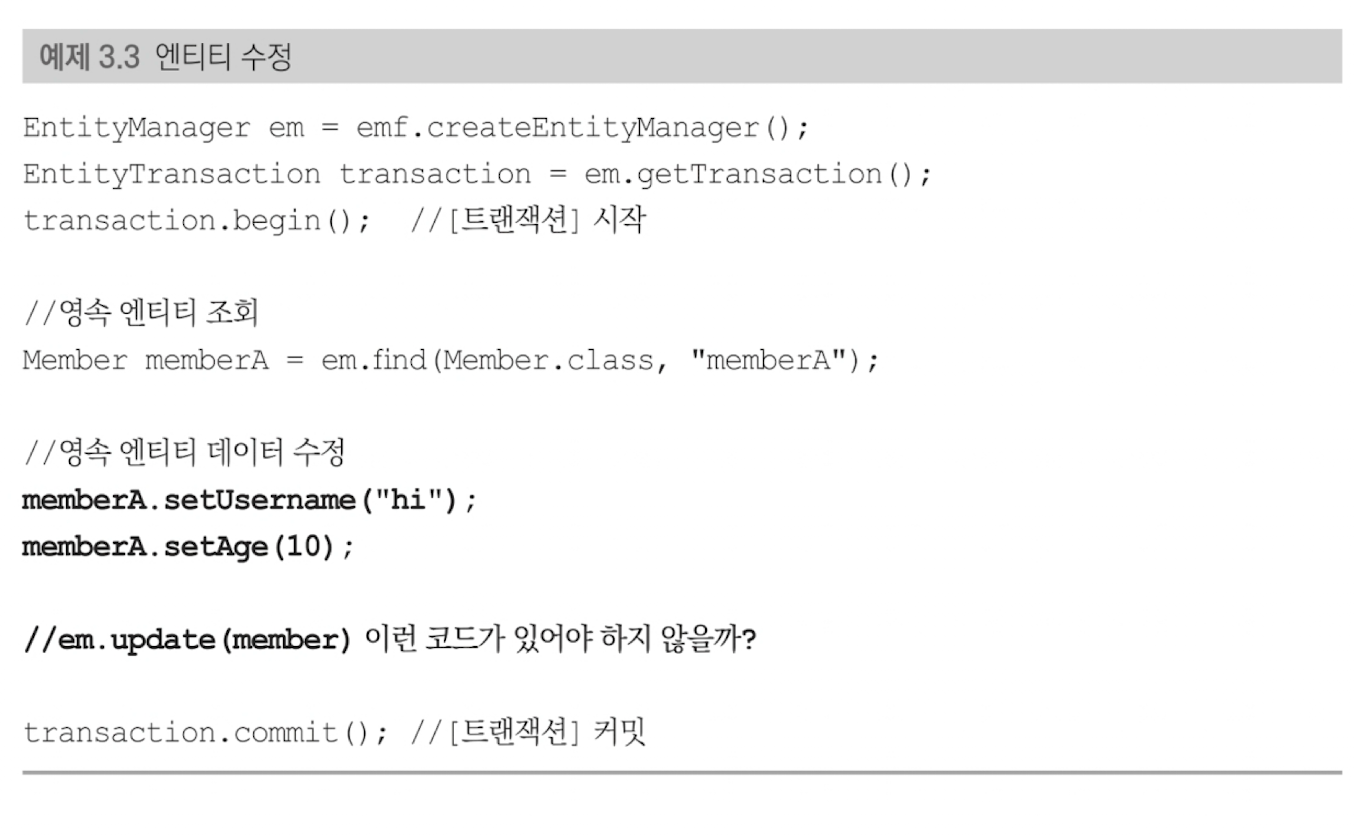 예제 3.3 엔티티 수정
EntityManager em = emf.createEntityManager();
EntityTransaction transaction = em.getTransaction();
transaction.begin(); //[트랜잭션] 시작
//영속 엔티티 조회
Member memberA = em.find(Member.class, "memberA");
//영속 엔티티 데이터 수정
memberA.setUsername("hi");
memberA.setAge(10);
//em.update(member) 이런 코드가 있어야 하지 않을까?
transaction.commit(); //[트랜잭션] 커밋